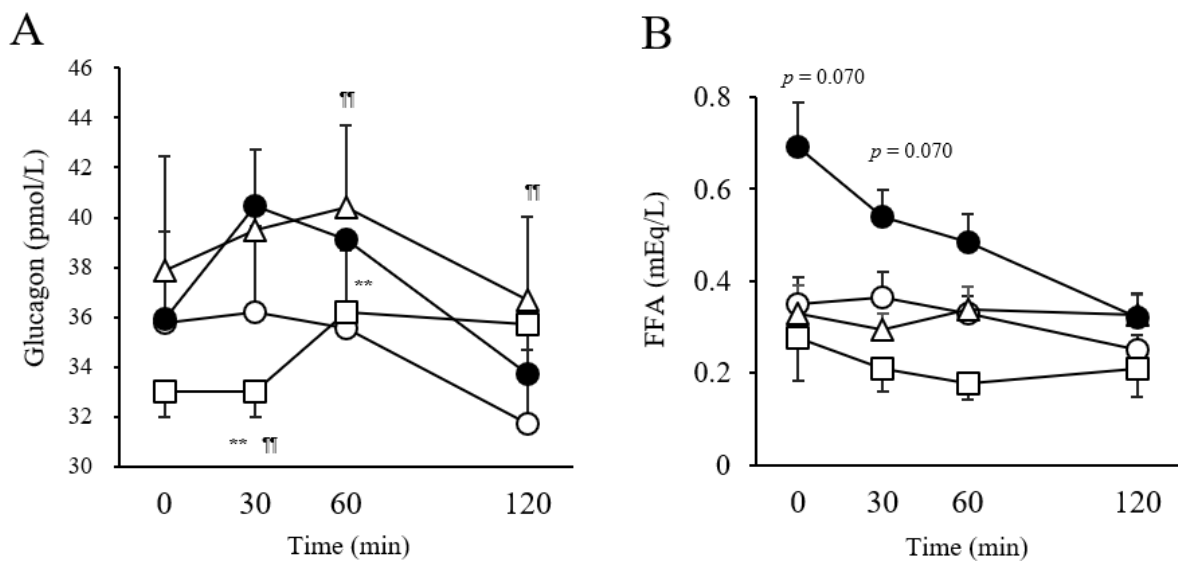 A
Glucagon (pmol/L)
46
44
42
40
38
36
34
32
30
¶¶
¶¶
**
** ¶¶
0 30 60 120
Time (min)
B
FFA (mEq/L)
p = 0.070
p = 0.070
0.8
0.6
0.4
0.2
0
0 30 60 120
Time (min)